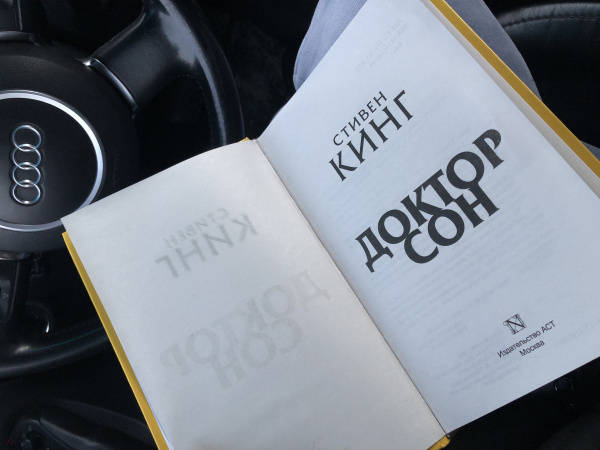 СТИВЕН
КИНГ
ДОКТОР
СОН
Издательство АСТ
Москва